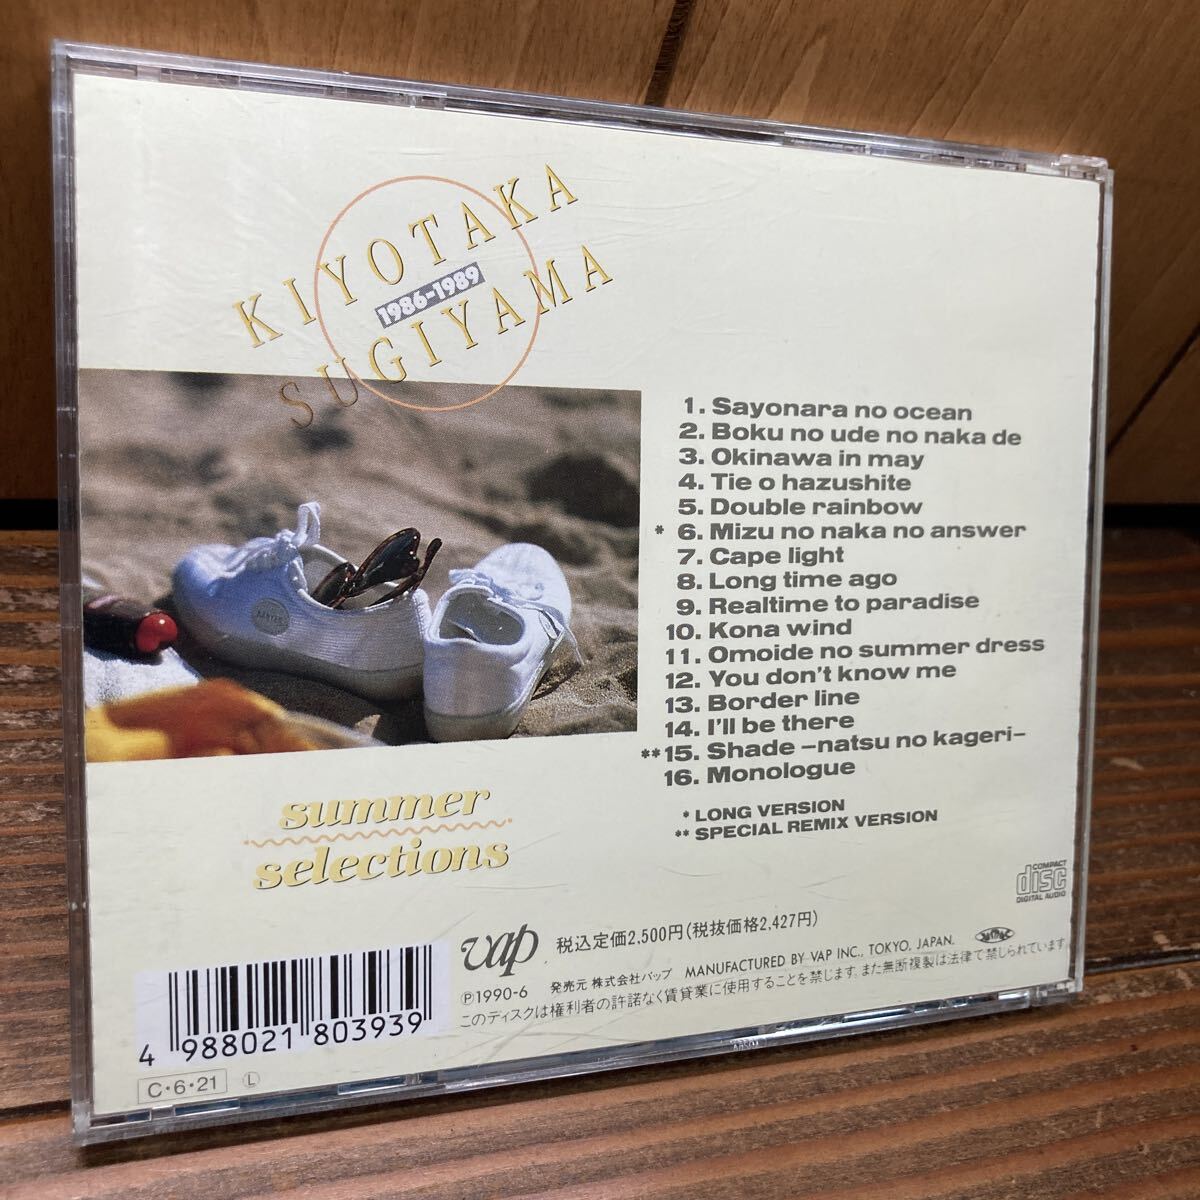 KIYOTAKA
1986-1989
SUGIYAMA
1. Sayonara no ocean
2. Boku no ude no naka de
3. Okinawa in may
4. Tie o hazushite
5. Double rainbow
* 6. Mizu no naka no answer
7. Cape light
8. Long time ago
9. Realtime to paradise
10. Kona wind
11. Omoide no summer dress
12. You don't know me
13. Border line
14. I'll be there
**15. Shade –natsu no kageri–
16. Monologue
* LONG VERSION
** SPECIAL REMIX VERSION
summer
selections
COMPACT
disc
DIGITAL AUDIO
vap 税込定価2,500円(税抜価格2,427円)
Ⓟ1990-6 発売元 株式会社バップ MANUFACTURED BY VAP INC., TOKYO, JAPAN.
このディスクは権利者の許諾なく賃貸業に使用することを禁じます。また無断複製は法律で禁じられています。
4 988021 803939
C・6・21 Ⓛ